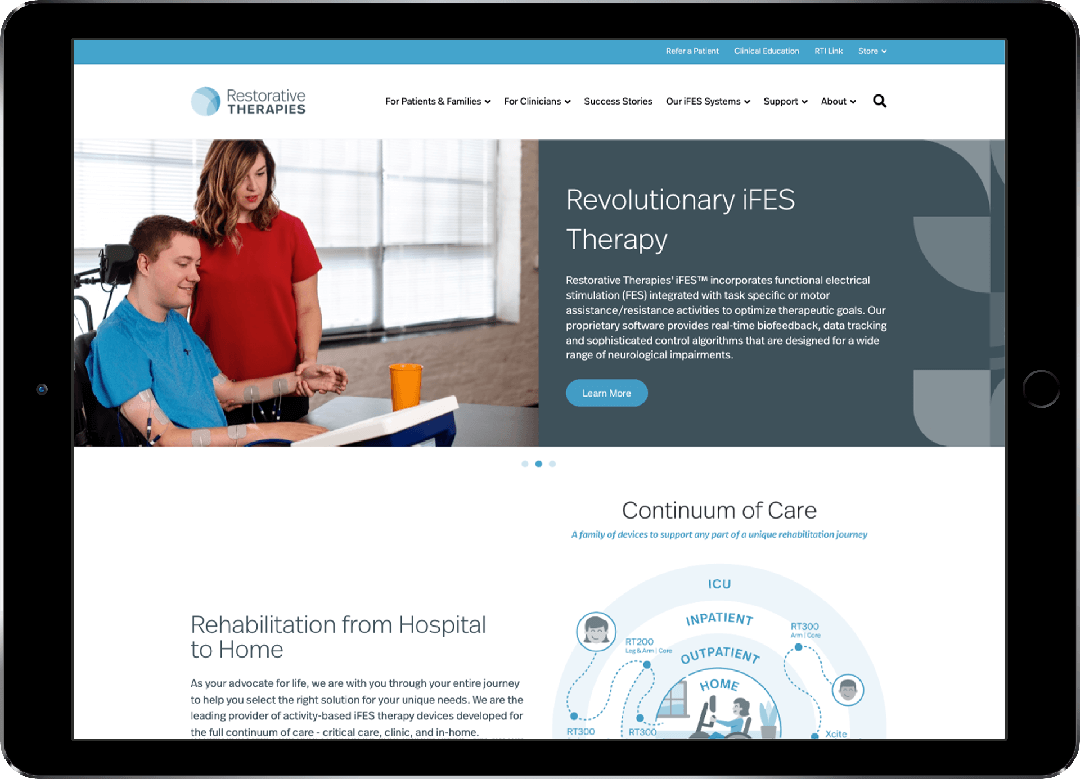 Refer a Patient Clinical Education RTI Link Store
Restorative
THERAPIES
For Patients & Families For Clinicians Success Stories Our iFES Systems Support About
Revolutionary iFES
Therapy
Restorative Therapies' iFES™ incorporates functional electrical
stimulation (FES) integrated with task specific or motor
assistance/resistance activities to optimize therapeutic goals. Our
proprietary software provides real-time biofeedback, data tracking
and sophisticated control algorithms that are designed for a wide
range of neurological impairments.
Learn More
Continuum of Care
A family of devices to support any part of a unique rehabilitation journey
Rehabilitation from Hospital
to Home
As your advocate for life, we are with you through your entire journey
to help you select the right solution for your unique needs. We are the
leading provider of activity-based iFES therapy devices developed for
the full continuum of care - critical care, clinic, and in-home.
ICU
INPATIENT
OUTPATIENT
HOME
RT200
Leg & Arm | Core
RT300
Arm | Core
RT300
RT300
Xcite